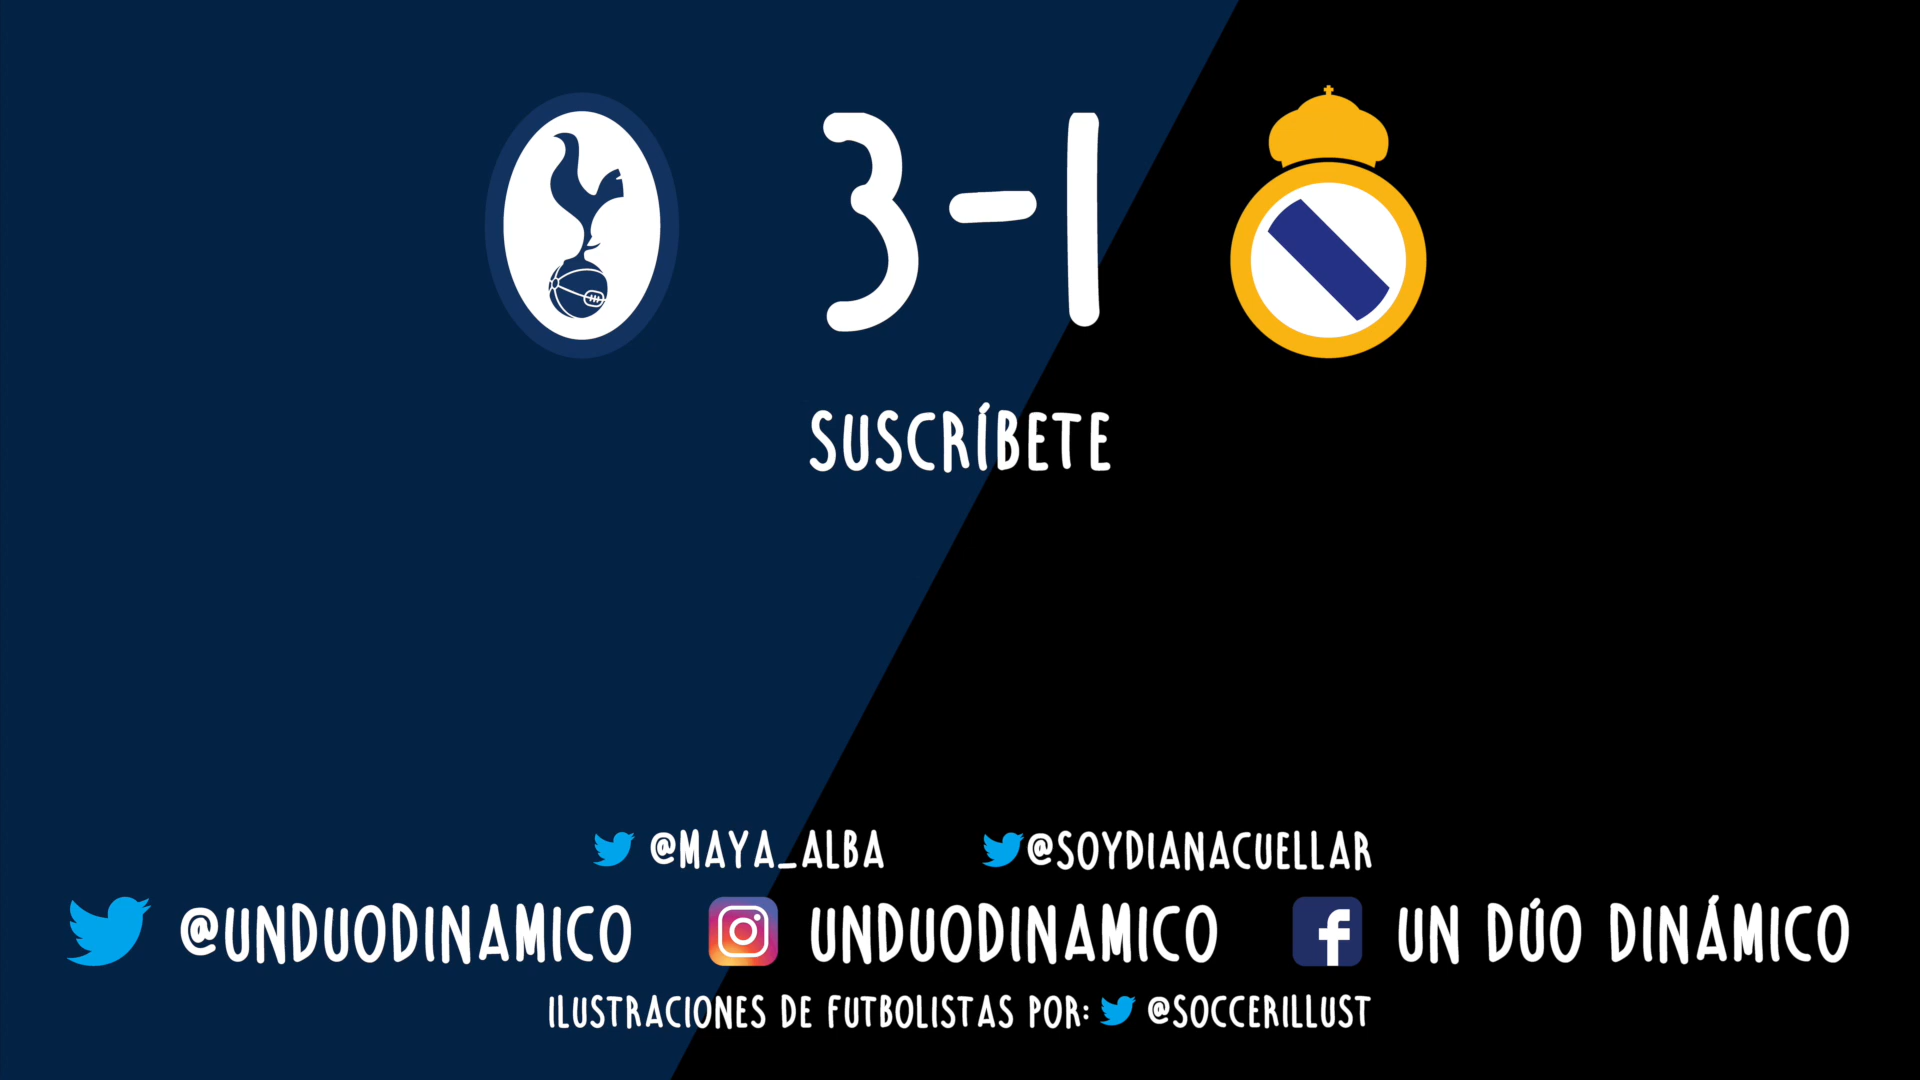 3-1
SUSCRÍBETE
@MAYA_ALBA @SOYDIANACUELLAR
@UNDUODINAMICO UNDUODINAMICO UN DÚO DINÁMICO
ILUSTRACIONES DE FUTBOLISTAS POR: @SOCCERILLUST